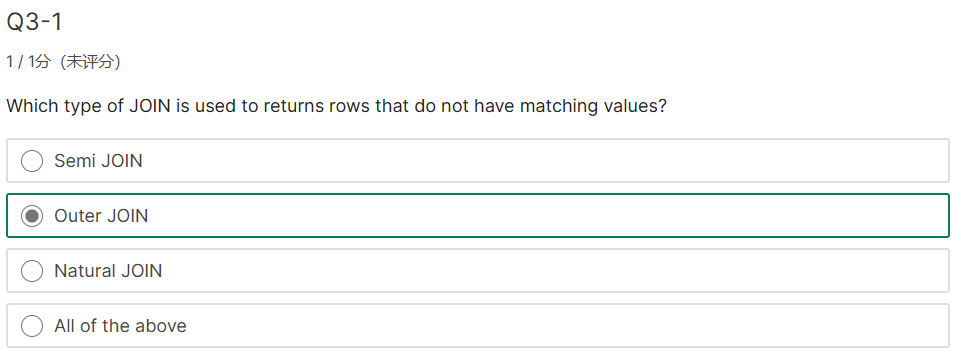 Q3-1
1 / 1分（未评分）
Which type of JOIN is used to returns rows that do not have matching values?
Semi JOIN
Outer JOIN
Natural JOIN
All of the above